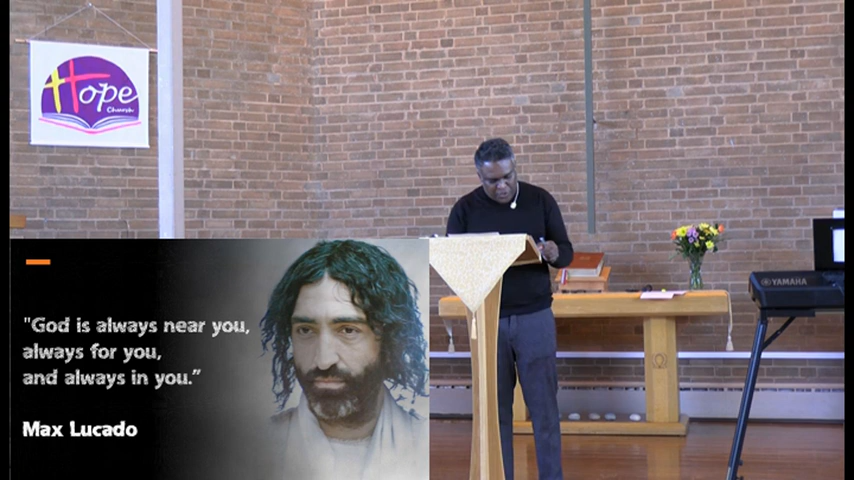 Hope
Church
"God is always near you,
always for you,
and always in you.”
Max Lucado
YAMAHA